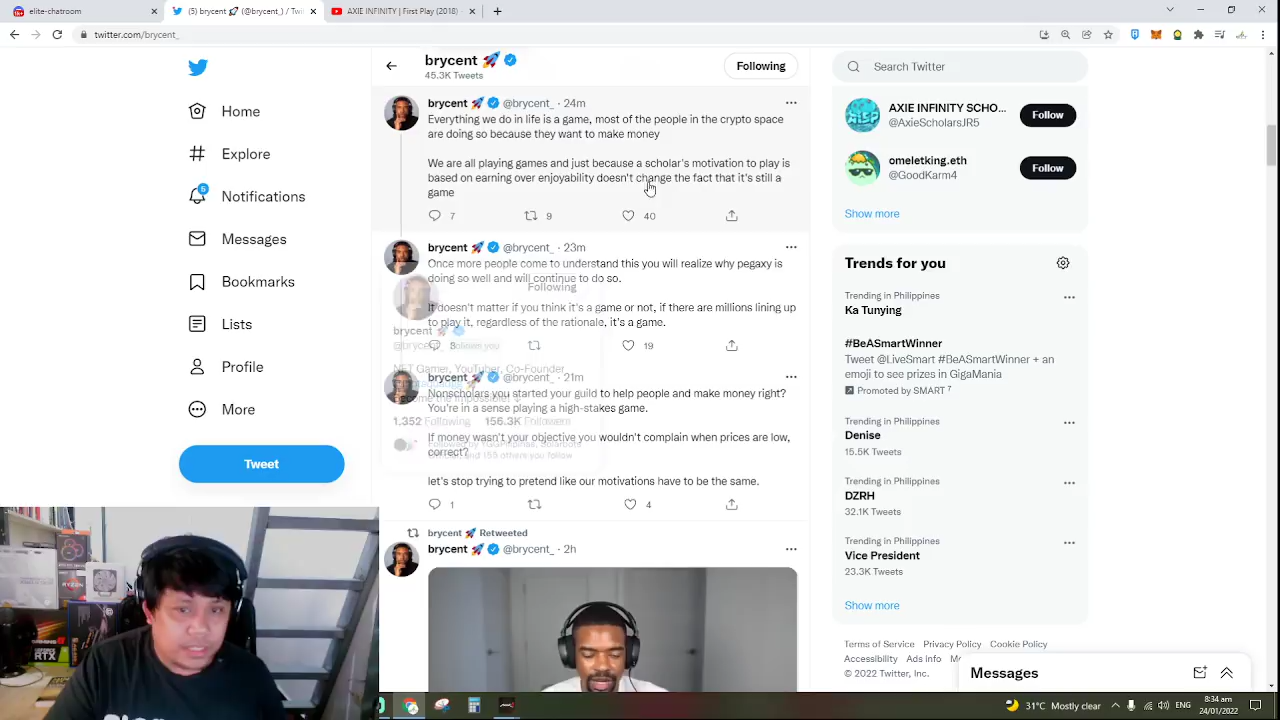 elite-chatroom
(5) brycent 🚀 (@brycent_) / Twit
AXIE INFINITY | First Play (2018)
twitter.com/brycent_
Home
Explore
5
Notifications
Messages
Bookmarks
Lists
Profile
More
Tweet
brycent 🚀
45.3K Tweets
Following
brycent 🚀 @brycent_ · 24m
Everything we do in life is a game, most of the people in the crypto space
are doing so because they want to make money
We are all playing games and just because a scholar's motivation to play is
based on earning over enjoyability doesn't change the fact that it's still a
game
7
9
40
brycent 🚀 @brycent_ · 23m
Once more people come to understand this you will realize why pegaxy is
doing so well and will continue to do so.
Following
It doesn't matter if you think it's a game or not, if there are millions lining up
to play it, regardless of the rationale, it's a game.
brycent 🚀
19
NFT Gamer, YouTuber, Co-Founder
brycent 🚀 @brycent_ · 21m
Nonscholars you started your guild to help people and make money right?
You're in a sense playing a high-stakes game.
1,352 Following
If money wasn't your objective you wouldn't complain when prices are low,
correct?
let's stop trying to pretend like our motivations have to be the same.
1
4
brycent 🚀 Retweeted
brycent 🚀 @brycent_ · 2h
Search Twitter
AXIE INFINITY SCHO...
@AxieScholarsJR5
Follow
omeletking.eth
@GoodKarm4
Follow
Show more
Trends for you
Trending in Philippines
Ka Tunying
#BeASmartWinner
Tweet @LiveSmart #BeASmartWinner + an
emoji to see prizes in GigaMania
Promoted by SMART
Trending in Philippines
Denise
15.5K Tweets
Trending in Philippines
DZRH
32.1K Tweets
Trending in Philippines
Vice President
23.3K Tweets
Show more
Terms of Service Privacy Policy Cookie Policy
Accessibility Ads info
© 2022 Twitter, Inc.
Messages
RYZEN
RTX
31°C Mostly clear
ENG
8:34 am
24/01/2022